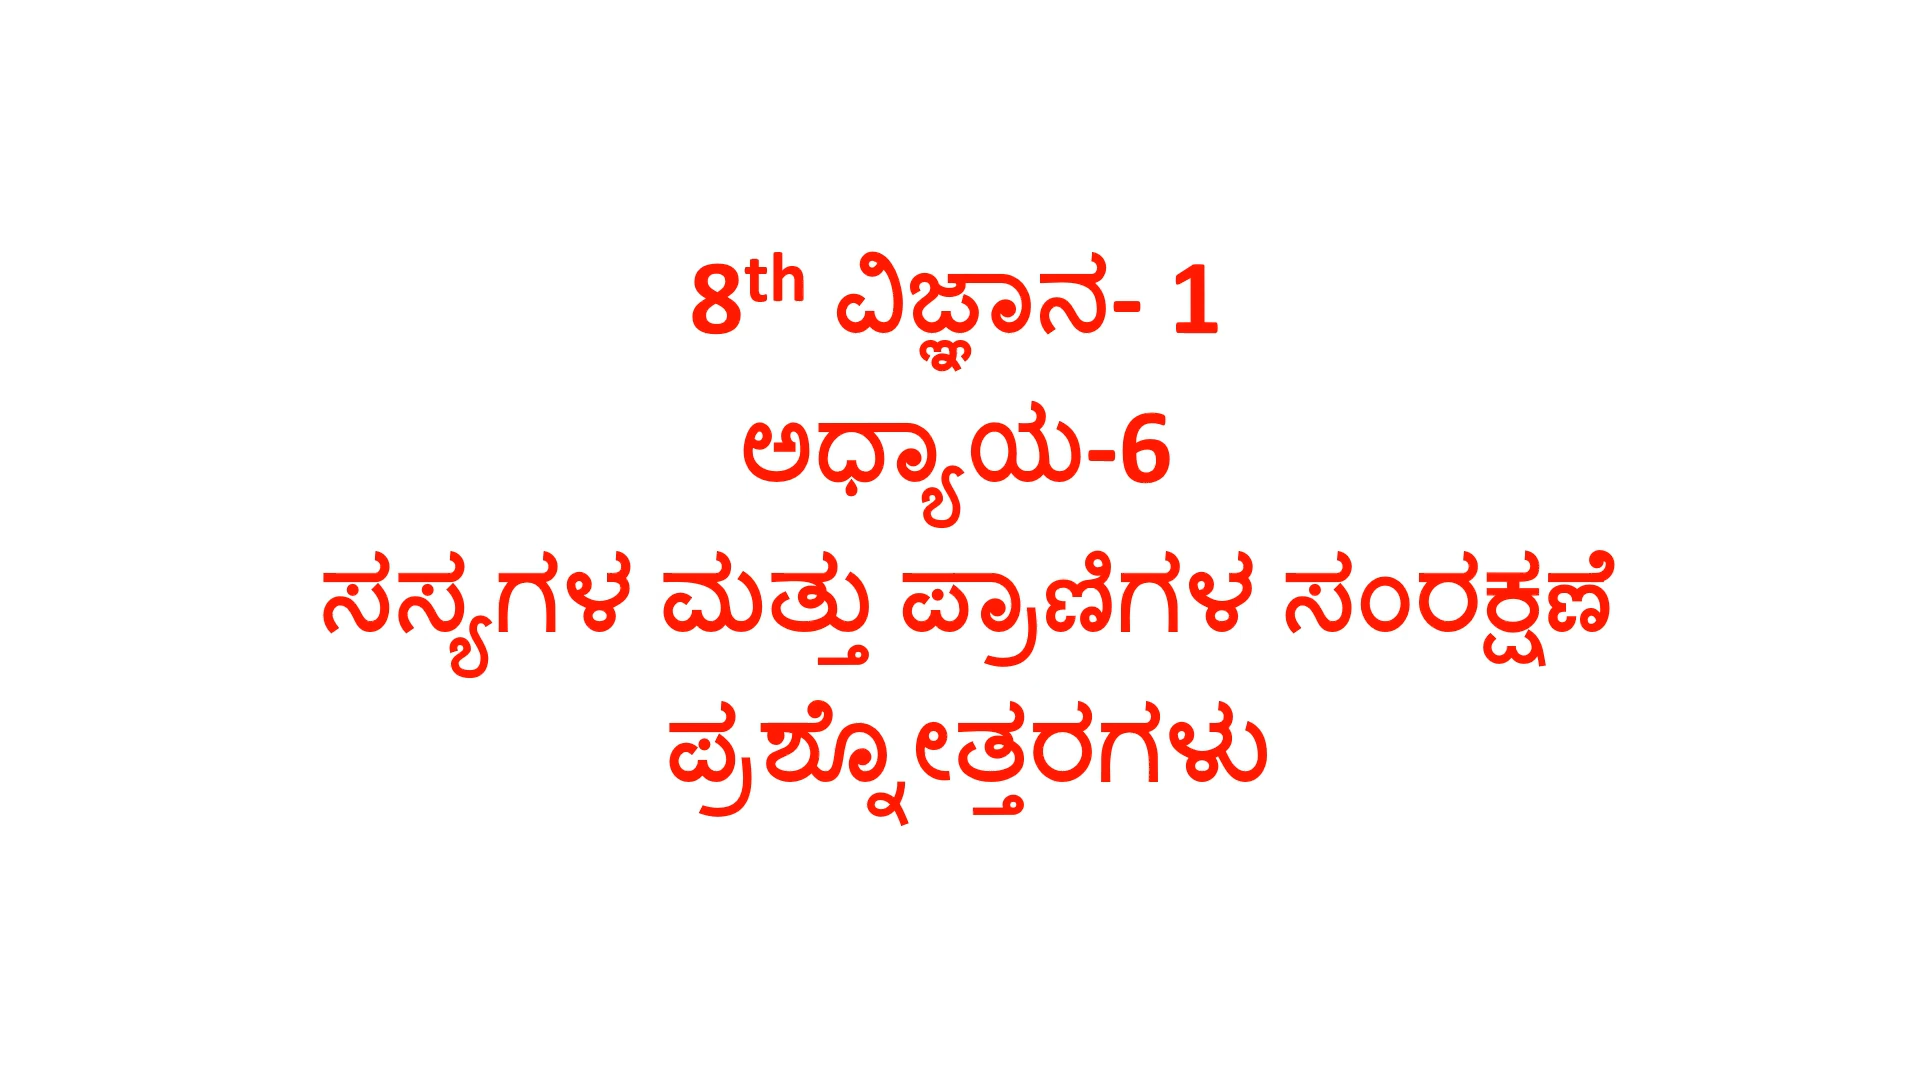 8th ವಿಜ್ಞಾನ- 1
ಅಧ್ಯಾಯ-6
ಸಸ್ಯಗಳ ಮತ್ತು ಪ್ರಾಣಿಗಳ ಸಂರಕ್ಷಣೆ
ಪ್ರಶ್ನೋತ್ತರಗಳು